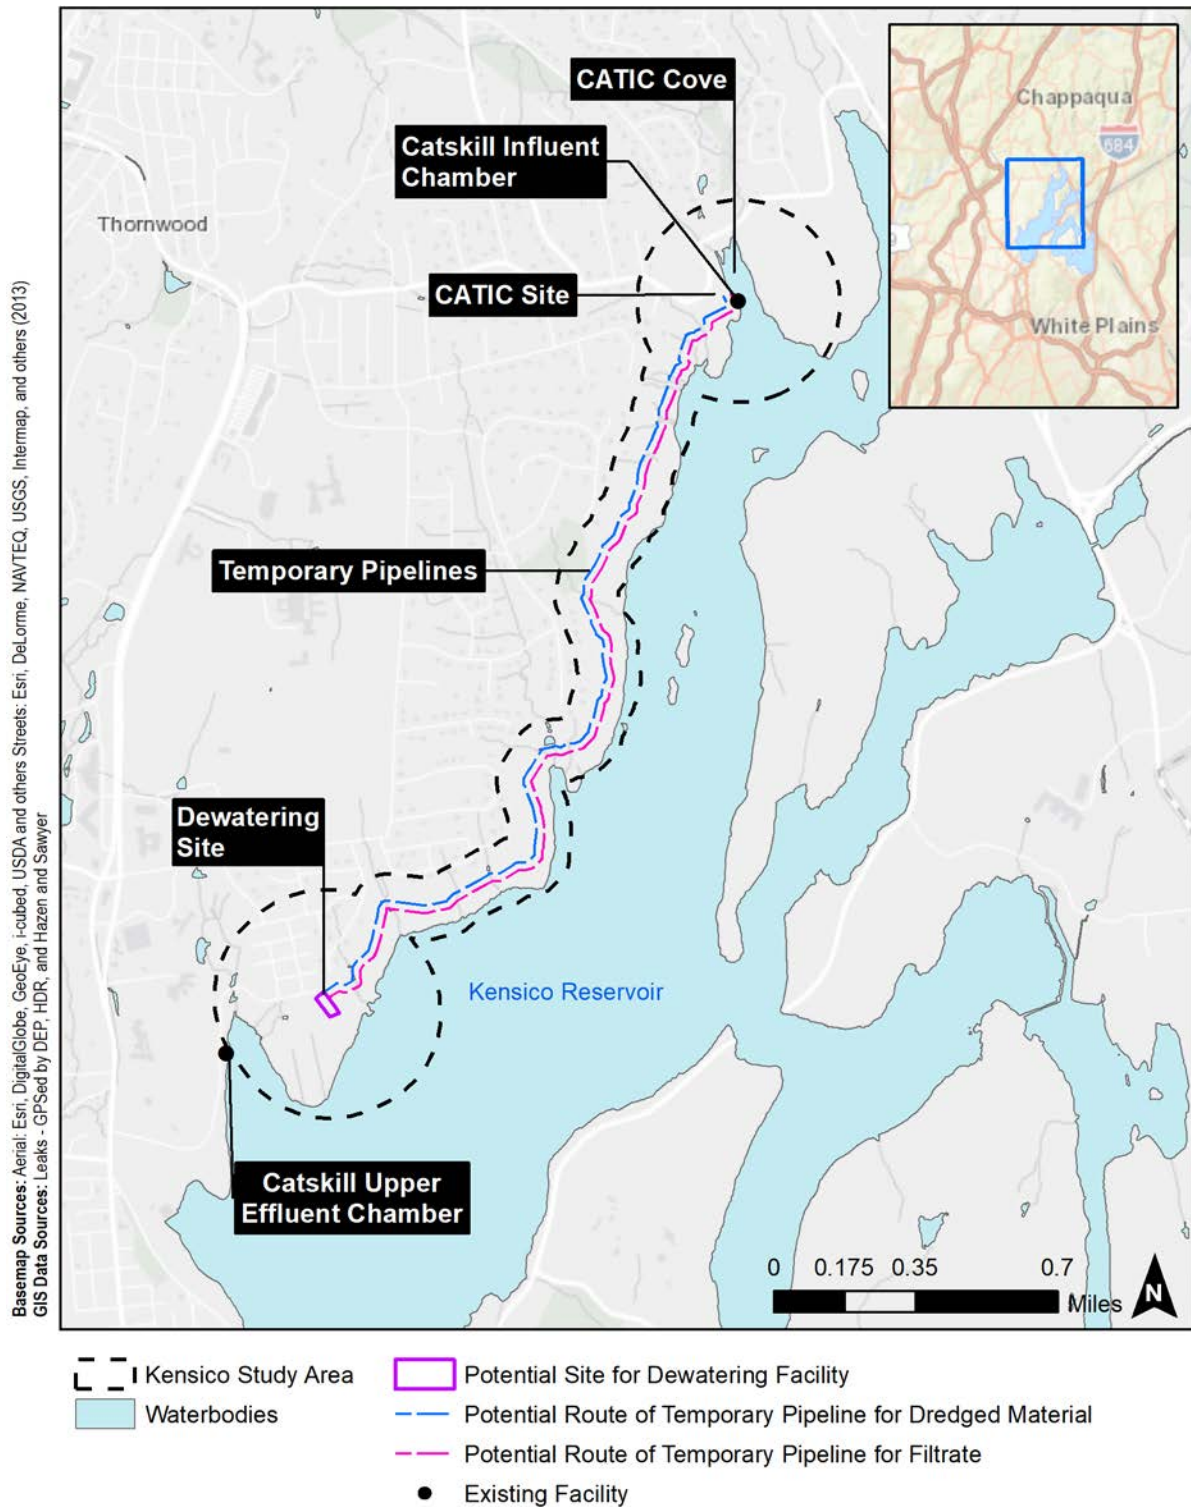 CATIC Cove
Catskill Influent
Chamber
CATIC Site
Thornwood
Chappaqua
684
9
White Plains
Temporary Pipelines
Dewatering
Site
Kensico Reservoir
Catskill Upper
Effluent Chamber
0 0.175 0.35 0.7
Miles
N
Basemap Sources: Aerial: Esri, DigitalGlobe, GeoEye, i-cubed, USDA and others Streets: Esri, DeLorme, NAVTEQ, USGS, Intermap, and others (2013)
GIS Data Sources: Leaks - GPSed by DEP, HDR, and Hazen and Sawyer
Kensico Study Area
Waterbodies
Potential Site for Dewatering Facility
Potential Route of Temporary Pipeline for Dredged Material
Potential Route of Temporary Pipeline for Filtrate
Existing Facility